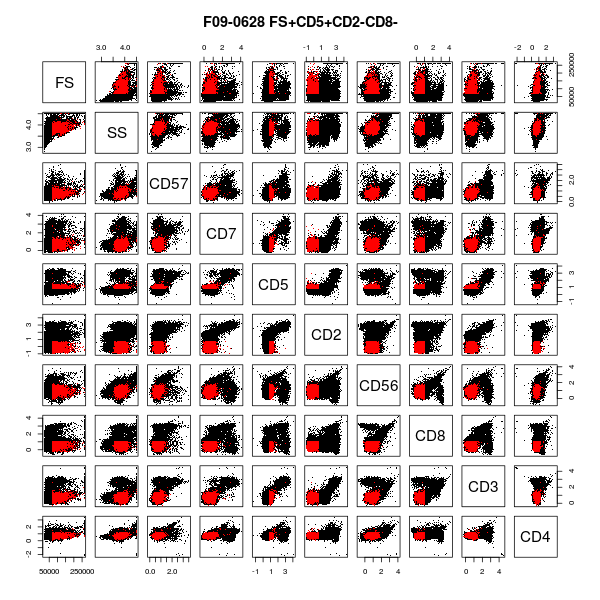 F09-0628 FS+CD5+CD2-CD8-
3.0 4.0 0 2 4 -1 1 3 0 2 4 -2 0 2
FS
50000 250000
3.0 4.0
SS
CD57
0.0 2.0
0 2 4
CD7
CD5
-1 1 3
-1 1 3
CD2
CD56
0 2 4
0 2 4
CD8
CD3
0 2 4
-2 0 2
CD4
50000 250000 0.0 2.0 -1 1 3 0 2 4 0 2 4